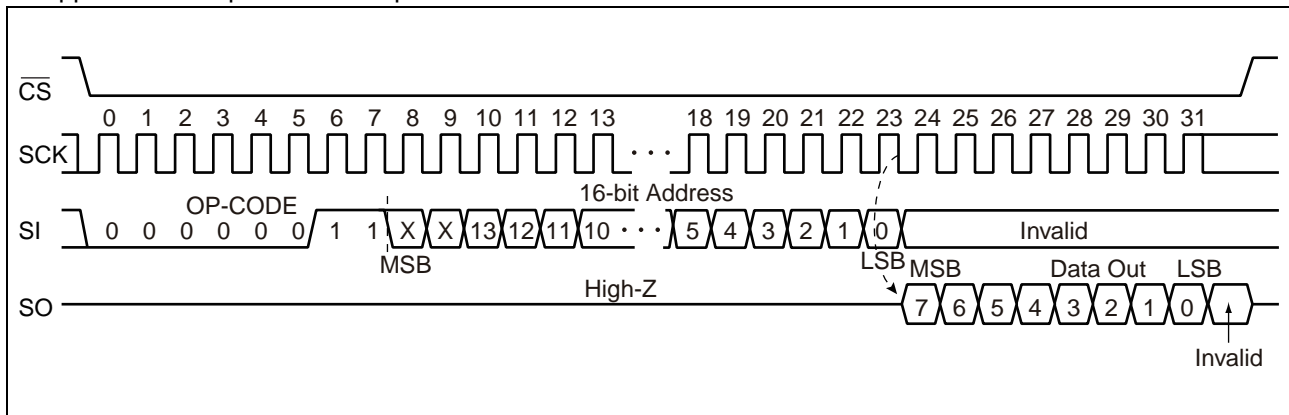 CS
0 1 2 3 4 5 6 7 8 9 10 11 12 13 18 19 20 21 22 23 24 25 26 27 28 29 30 31
SCK
···
16-bit Address
OP-CODE
SI 0 0 0 0 0 0 1 1 X X 13 12 11 10 ··· 5 4 3 2 1 0 Invalid
MSB LSB MSB Data Out LSB
High-Z
SO 7 6 5 4 3 2 1 0
Invalid